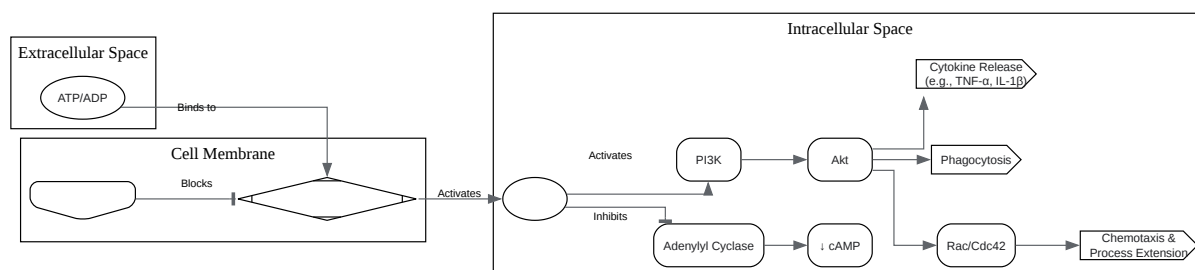 Intracellular Space
Extracellular Space
ATP/ADP
Binds to
Cell Membrane
Blocks
Activates
Activates
Inhibits
PI3K
Akt
Cytokine Release
(e.g., TNF-α, IL-1β)
Phagocytosis
Adenylyl Cyclase
↓ cAMP
Rac/Cdc42
Chemotaxis &
Process Extension